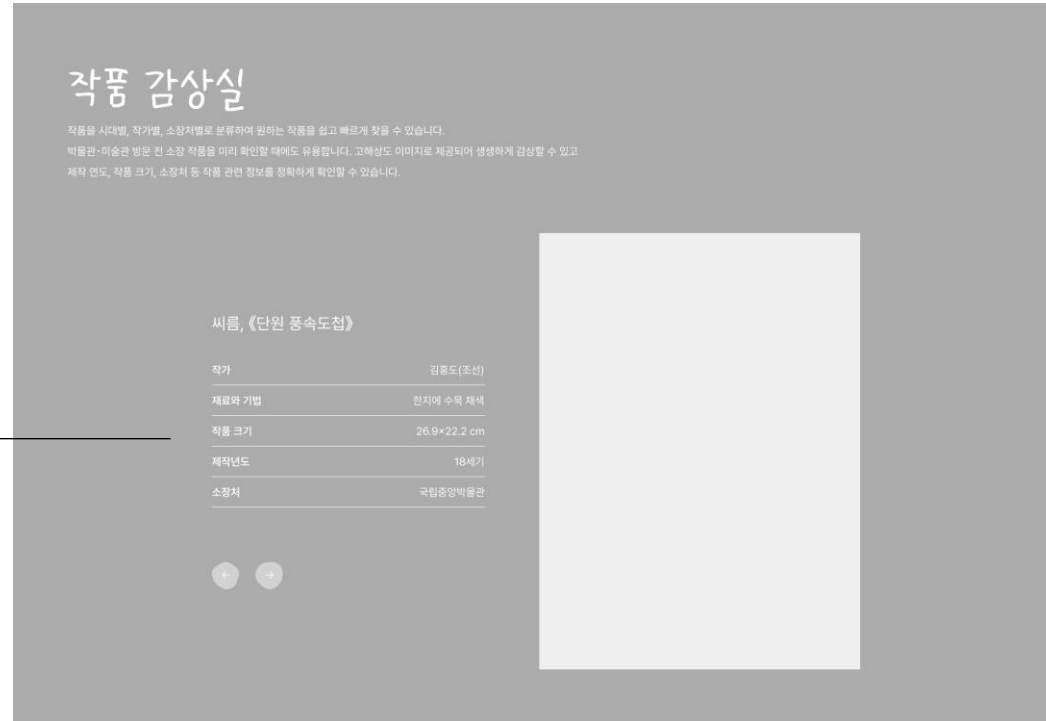 작품 감상실
작품을 시대별, 작가별, 소장처별로 분류하여 원하는 작품을 쉽고 빠르게 찾을 수 있습니다.
박물관·미술관 방문 전 소장 작품을 미리 확인할 때에도 유용합니다. 고해상도 이미지로 제공되어 생생하게 감상할 수 있고
제작 연도, 작품 크기, 소장처 등 작품 관련 정보를 정확하게 확인할 수 있습니다.
씨름, 《단원 풍속도첩》
작가 김홍도(조선)
재료와 기법 한지에 수묵 채색
작품 크기 26.9×22.2 cm
제작년도 18세기
소장처 국립중앙박물관